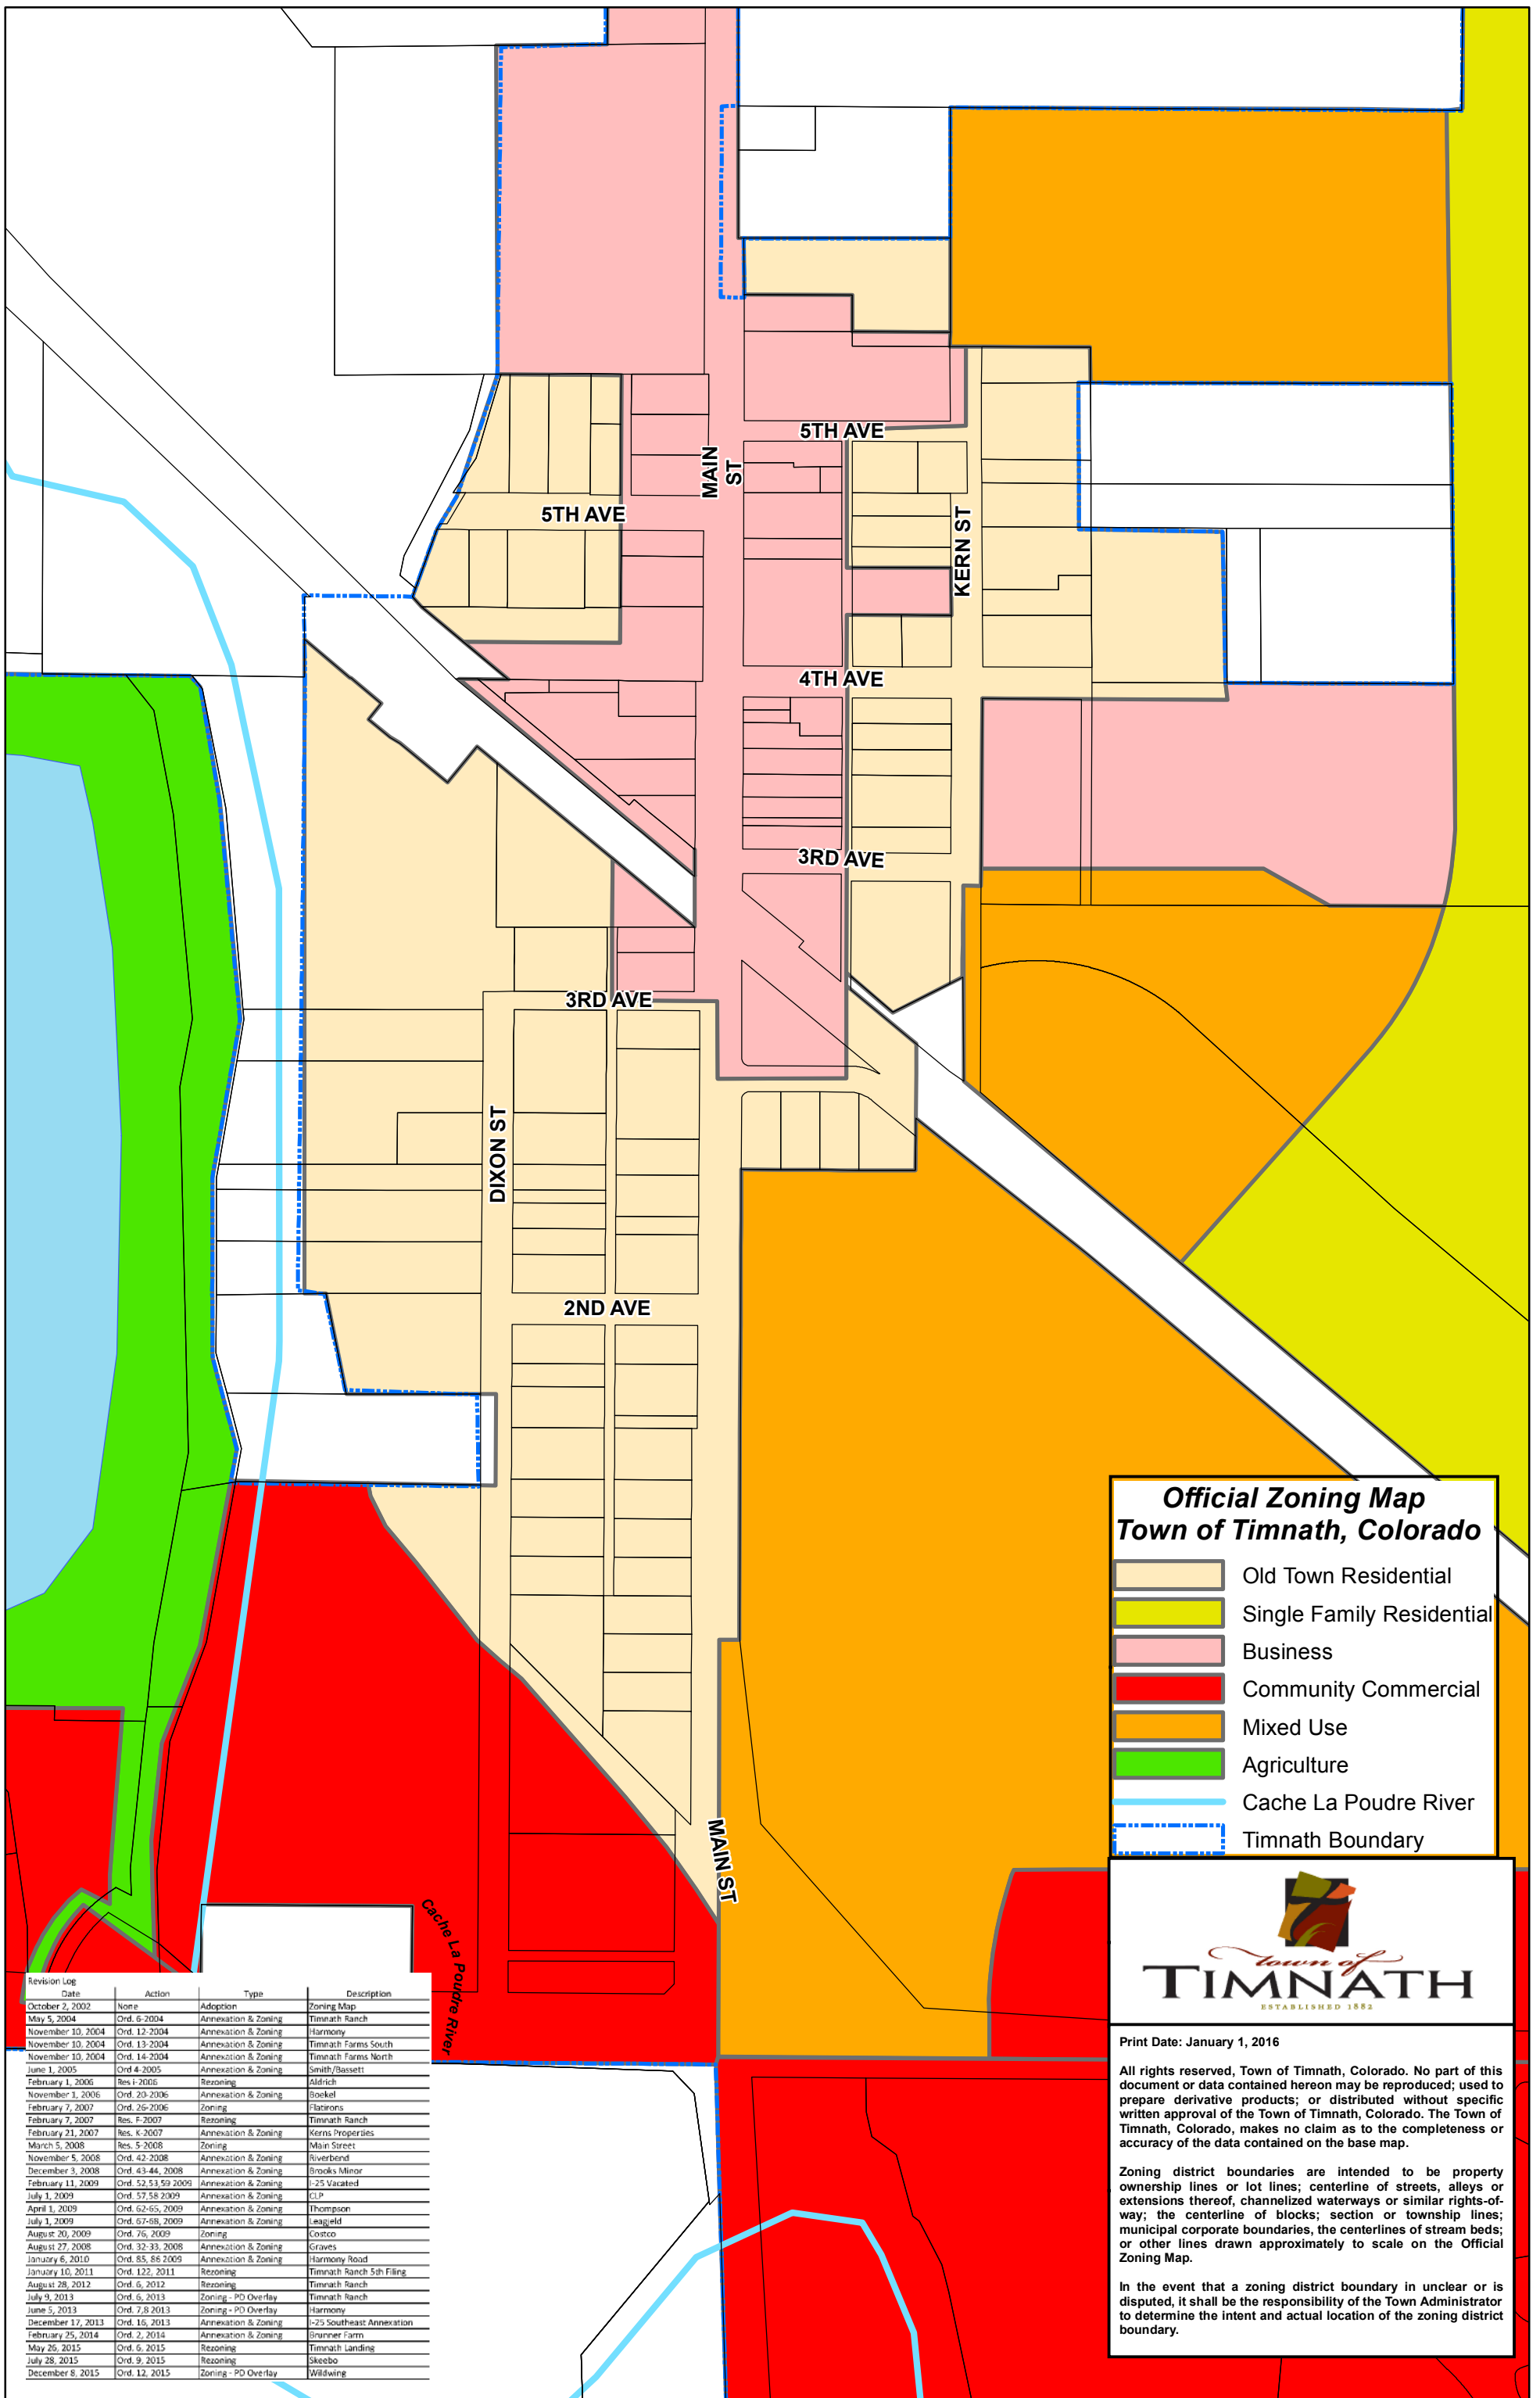 5TH AVE
MAIN
ST
5TH AVE
KERN ST
4TH AVE
3RD AVE
3RD AVE
DIXON ST
2ND AVE
MAIN ST
Cache La Poudre River
Official Zoning Map
Town of Timnath, Colorado
Old Town Residential
Single Family Residential
Business
Community Commercial
Mixed Use
Agriculture
Cache La Poudre River
Timnath Boundary
town of
TIMNATH
ESTABLISHED 1882
Print Date: January 1, 2016
All rights reserved, Town of Timnath, Colorado. No part of this
document or data contained hereon may be reproduced; used to
prepare derivative products; or distributed without specific
written approval of the Town of Timnath, Colorado. The Town of
Timnath, Colorado, makes no claim as to the completeness or
accuracy of the data contained on the base map.
Zoning district boundaries are intended to be property
ownership lines or lot lines; centerline of streets, alleys or
extensions thereof, channelized waterways or similar rights-of-
way; the centerline of blocks; section or township lines;
municipal corporate boundaries, the centerlines of stream beds;
or other lines drawn approximately to scale on the Official
Zoning Map.
In the event that a zoning district boundary in unclear or is
disputed, it shall be the responsibility of the Town Administrator
to determine the intent and actual location of the zoning district
boundary.
Revision Log
Date Action Type Description
October 2, 2002 None Adoption Zoning Map
May 5, 2004 Ord. 6-2004 Annexation & Zoning Timnath Ranch
November 10, 2004 Ord. 12-2004 Annexation & Zoning Harmony
November 10, 2004 Ord. 13-2004 Annexation & Zoning Timnath Farms South
November 10, 2004 Ord. 14-2004 Annexation & Zoning Timnath Farms North
June 1, 2005 Ord 4-2005 Annexation & Zoning Smith/Bassett
February 1, 2006 Res i-2006 Rezoning Aldrich
November 1, 2006 Ord. 20-2006 Annexation & Zoning Boekel
February 7, 2007 Ord. 26-2006 Zoning Flatirons
February 7, 2007 Res. F-2007 Rezoning Timnath Ranch
February 21, 2007 Res. K-2007 Annexation & Zoning Kerns Properties
March 5, 2008 Res. 5-2008 Zoning Main Street
November 5, 2008 Ord. 42-2008 Annexation & Zoning Riverbend
December 3, 2008 Ord. 43-44, 2008 Annexation & Zoning Brooks Minor
February 11, 2009 Ord. 52,53,59 2009 Annexation & Zoning I-25 Vacated
July 1, 2009 Ord. 57,58 2009 Annexation & Zoning CLP
April 1, 2009 Ord. 62-65, 2009 Annexation & Zoning Thompson
July 1, 2009 Ord. 67-68, 2009 Annexation & Zoning Leagjeld
August 20, 2009 Ord. 76, 2009 Zoning Costco
August 27, 2008 Ord. 32-33, 2008 Annexation & Zoning Graves
January 6, 2010 Ord. 85, 86 2009 Annexation & Zoning Harmony Road
January 10, 2011 Ord. 122, 2011 Rezoning Timnath Ranch 5th Filing
August 28, 2012 Ord. 6, 2012 Rezoning Timnath Ranch
July 9, 2013 Ord. 6, 2013 Zoning - PD Overlay Timnath Ranch
June 5, 2013 Ord. 7,8 2013 Zoning - PD Overlay Harmony
December 17, 2013 Ord. 16, 2013 Annexation & Zoning I-25 Southeast Annexation
February 25, 2014 Ord. 2, 2014 Annexation & Zoning Brunner Farm
May 26, 2015 Ord. 6, 2015 Rezoning Timnath Landing
July 28, 2015 Ord. 9, 2015 Rezoning Skeebo
December 8, 2015 Ord. 12, 2015 Zoning - PD Overlay Wildwing